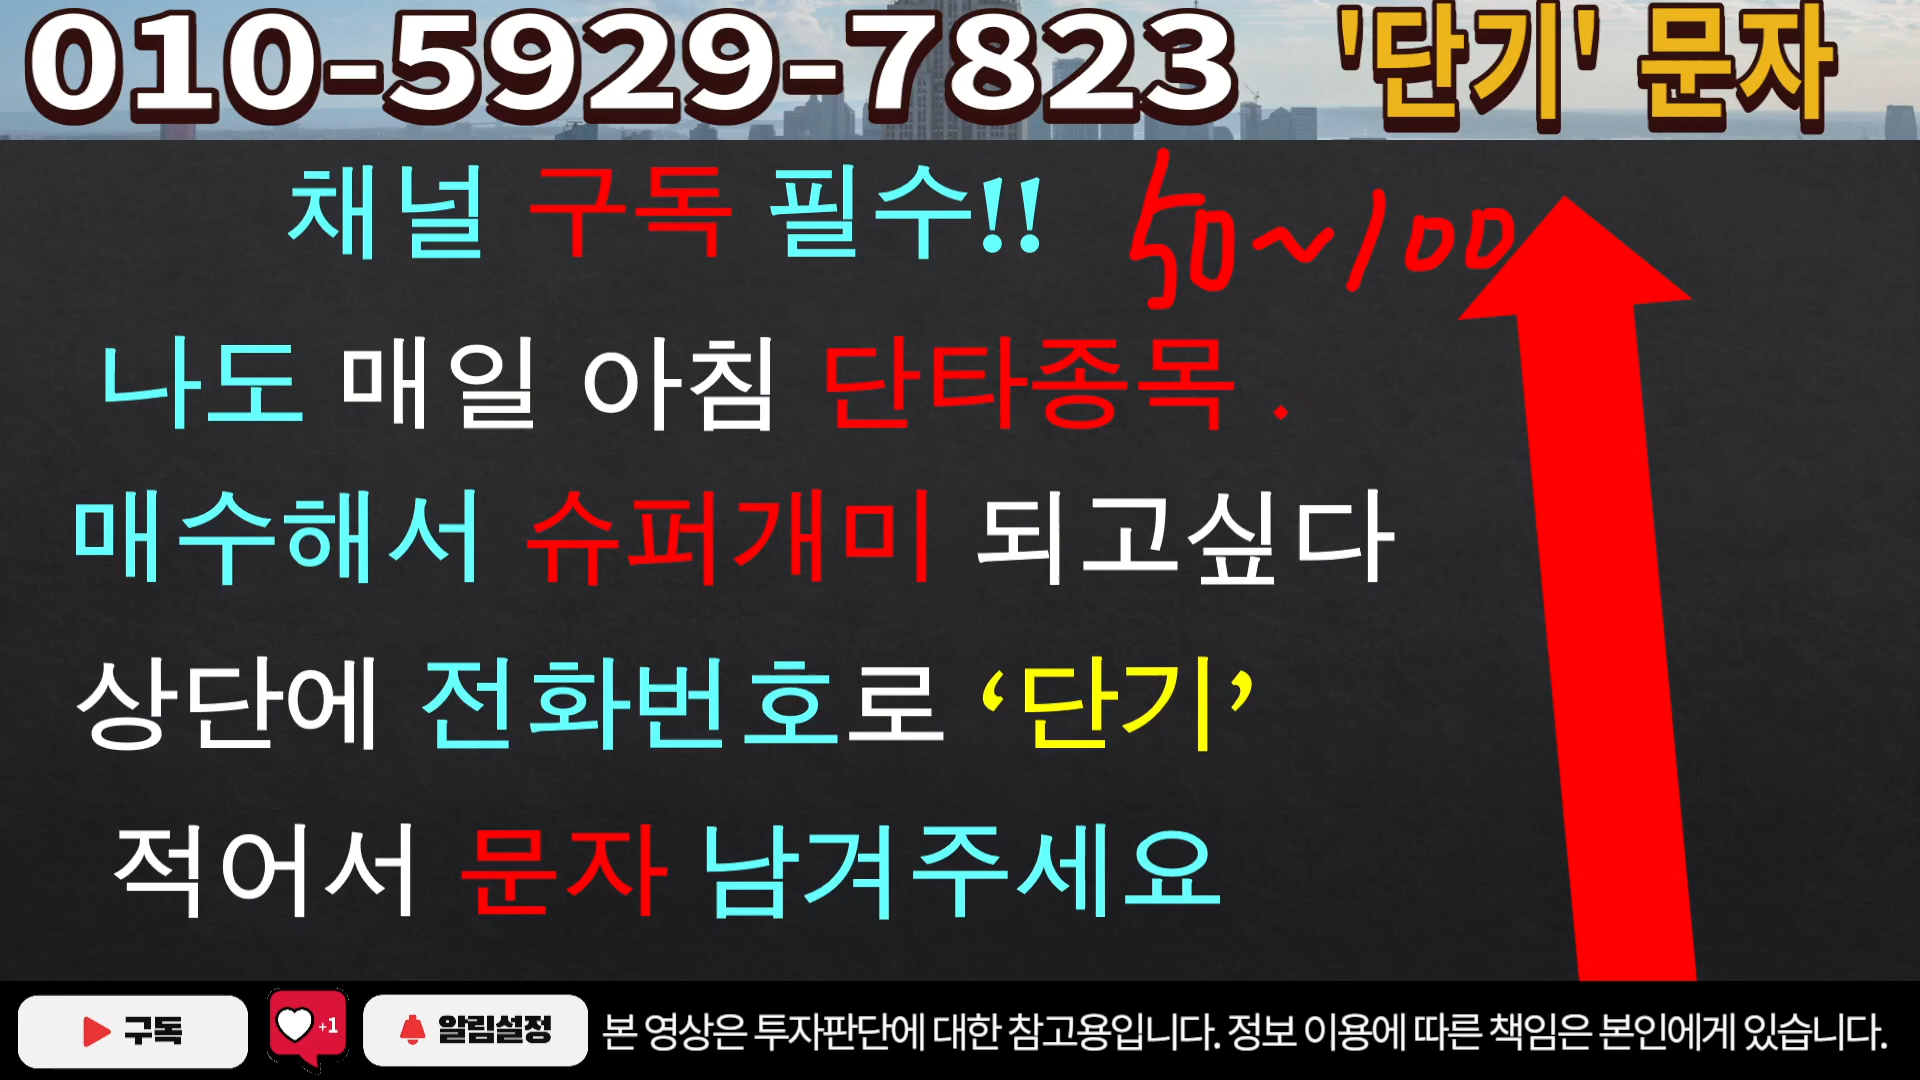 010-5929-7823 '단기' 문자
채널 구독 필수!! 50~100
나도 매일 아침 단타종목.
매수해서 슈퍼개미 되고싶다
상단에 전화번호로 ‘단기’
적어서 문자 남겨주세요
구독 +1 알림설정 본 영상은 투자판단에 대한 참고용입니다. 정보 이용에 따른 책임은 본인에게 있습니다.